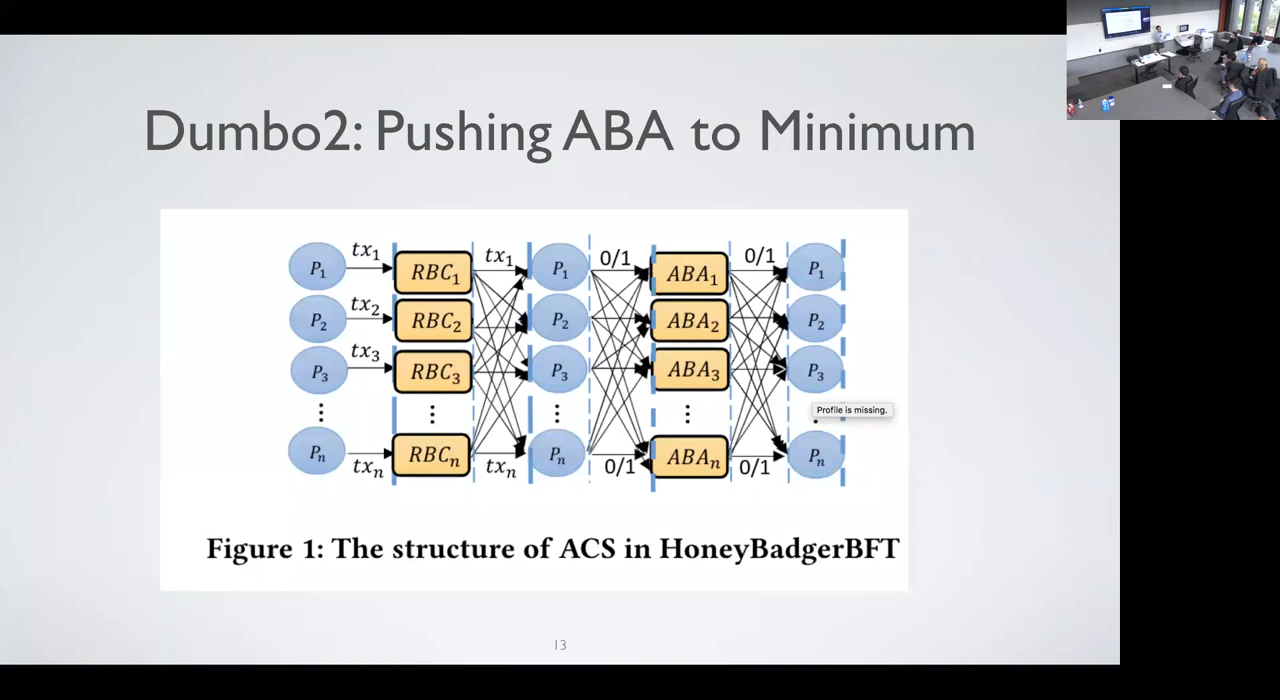 Dumbo2: Pushing ABA to Minimum
tx1 tx1 0/1 0/1
P1 RBC1 P1 ABA1 P1
tx2
P2 RBC2 P2 ABA2 P2
tx3
P3 RBC3 P3 ABA3 P3
Profile is missing.
Pn RBCn Pn ABAn Pn
txn txn 0/1 0/1
Figure 1: The structure of ACS in HoneyBadgerBFT
13